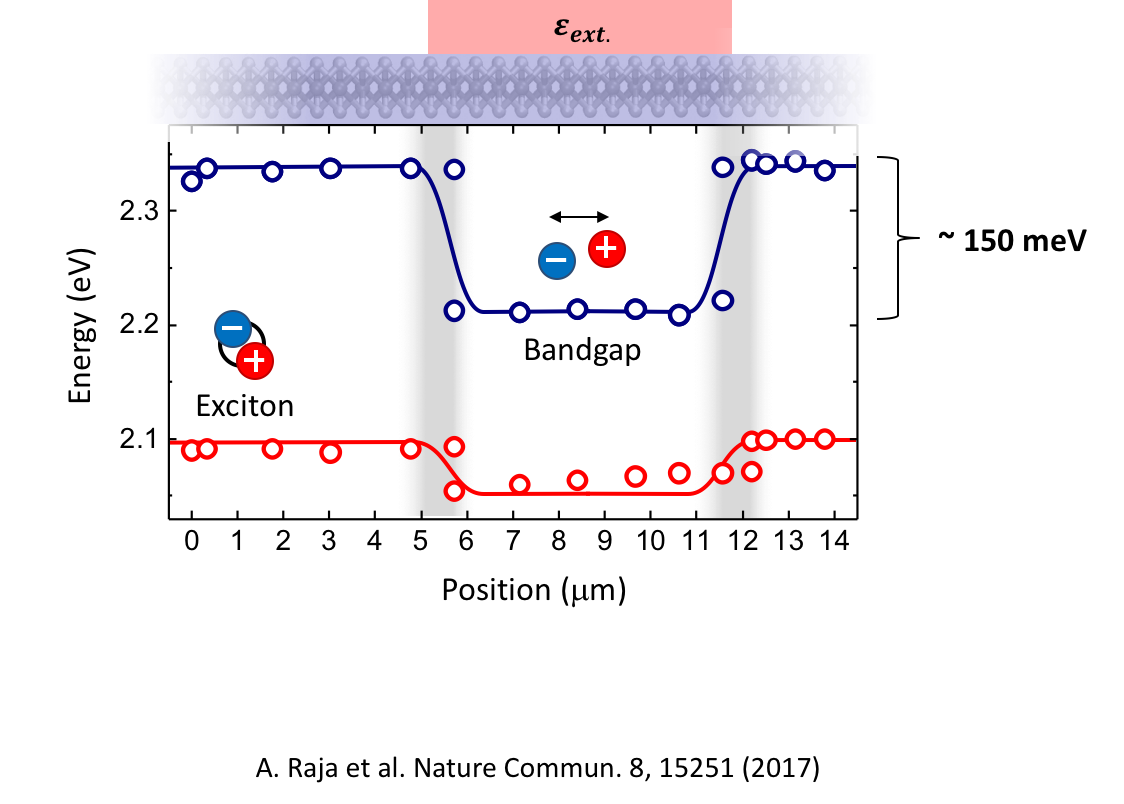 εext.
2.3
2.2
2.1
Energy (eV)
~ 150 meV
− +
Bandgap
−
+
Exciton
0 1 2 3 4 5 6 7 8 9 10 11 12 13 14
Position (μm)
A. Raja et al. Nature Commun. 8, 15251 (2017)